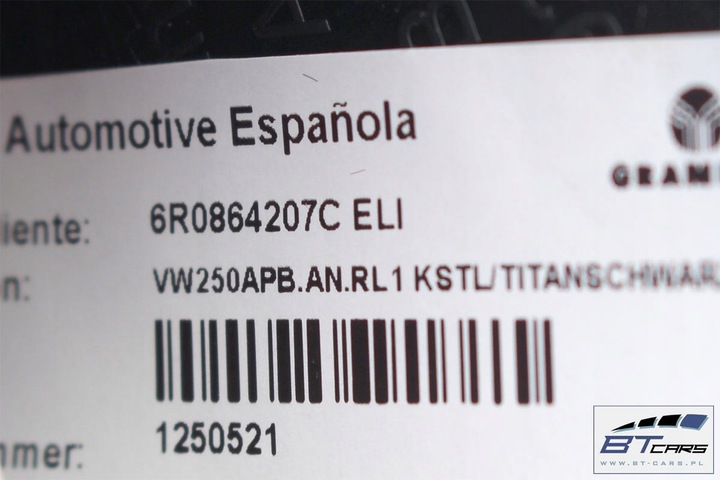 Automotive Española
GRAM
iente: 6R0864207C ELI
n: VW250APB.AN.RL1 KSTL/TITANSCHWAR
1250521
mmer:
BT CARS
WWW.BT-CARS.PL